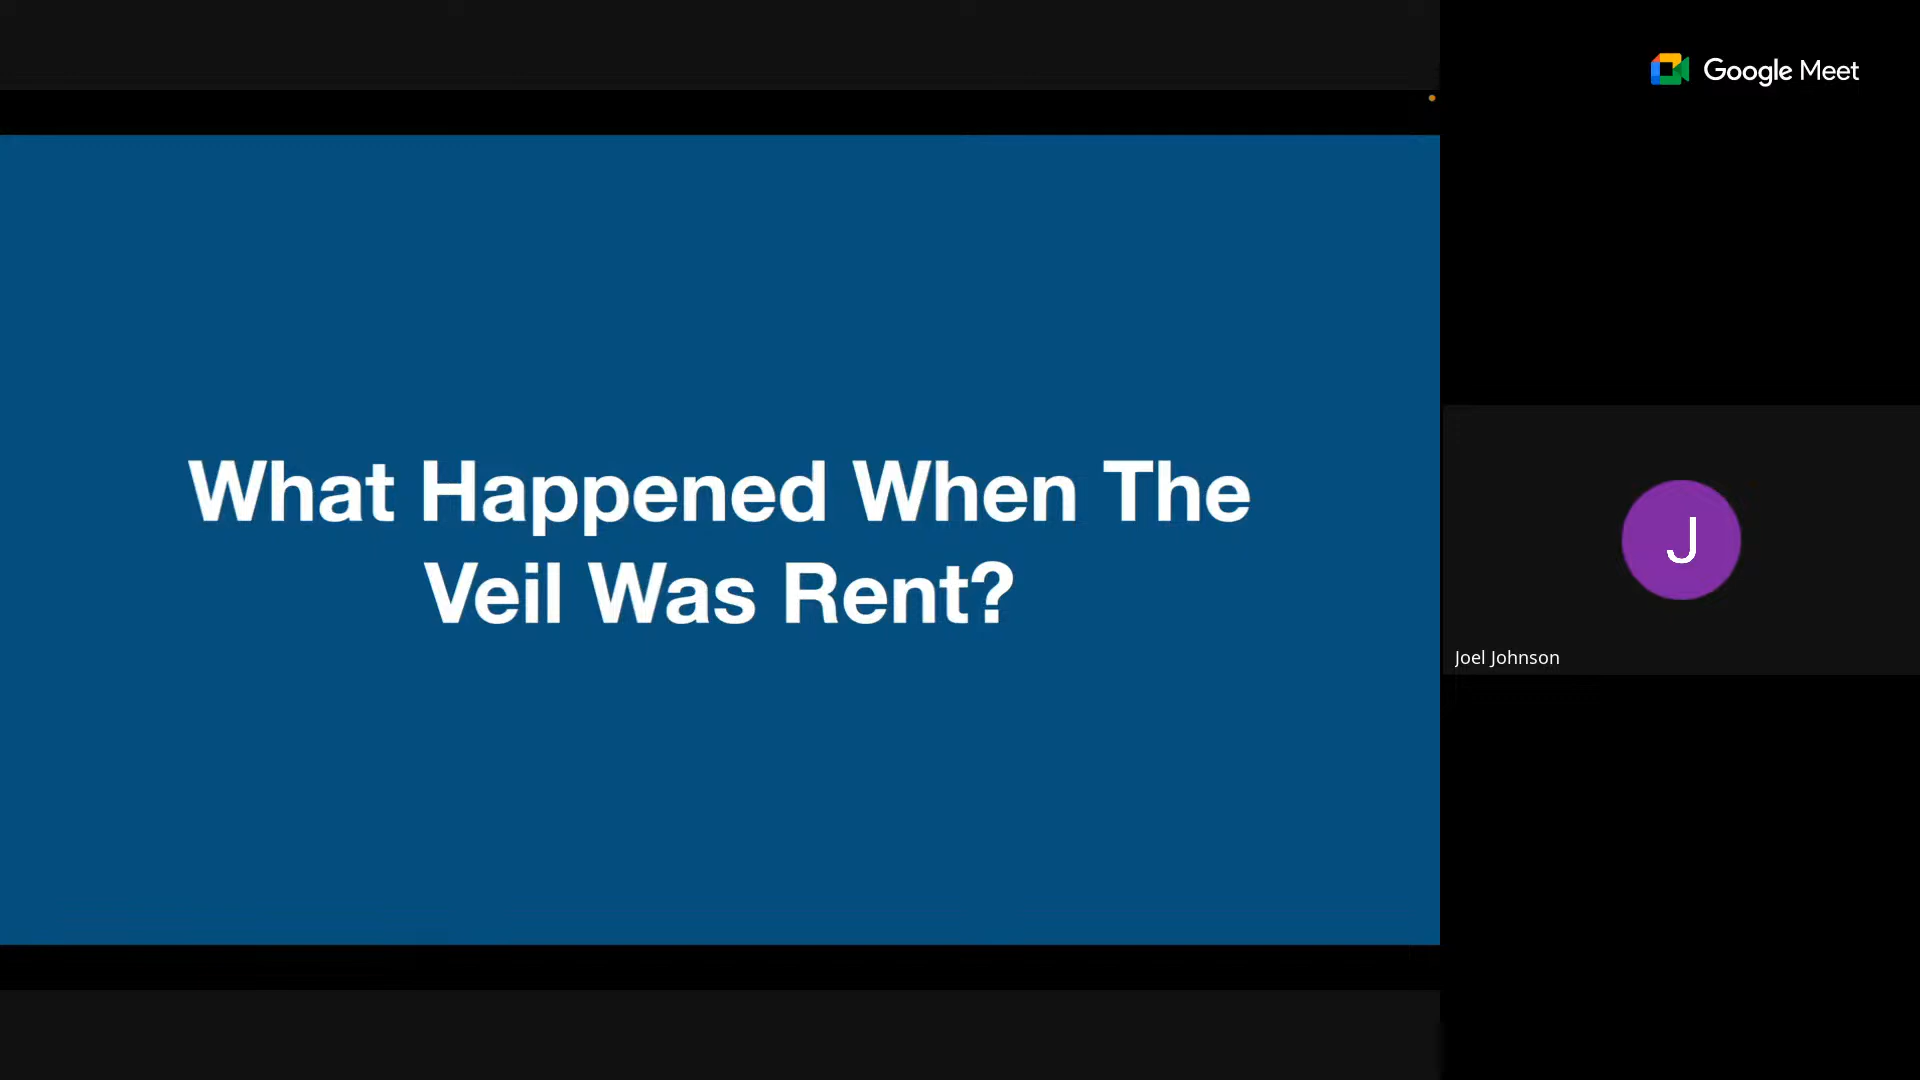 Google Meet
What Happened When The
Veil Was Rent?
J
Joel Johnson